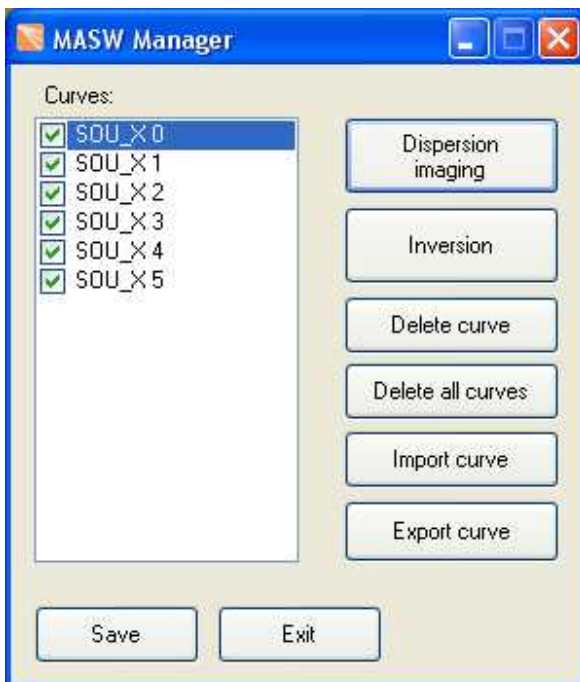 MASW Manager
Curves:
SOU_X 0
SOU_X 1
SOU_X 2
SOU_X 3
SOU_X 4
SOU_X 5
Dispersion
imaging
Inversion
Delete curve
Delete all curves
Import curve
Export curve
Save
Exit